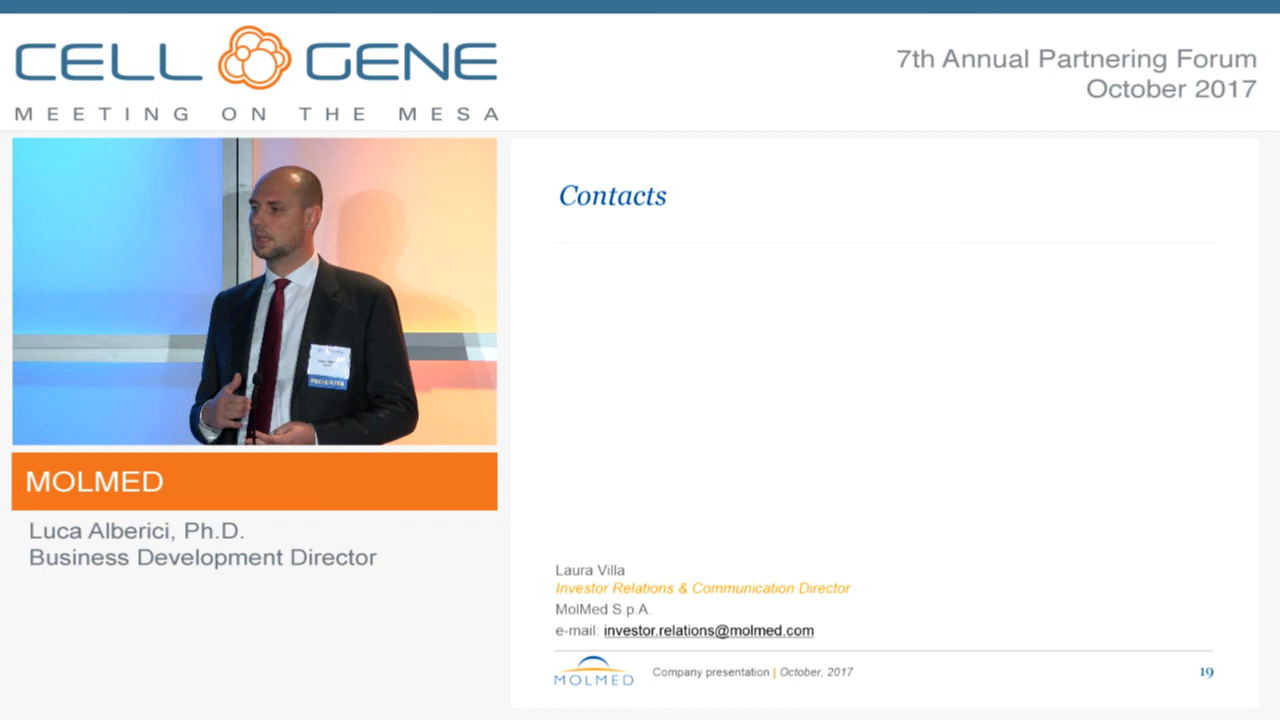 CELL GENE
MEETING ON THE MESA
7th Annual Partnering Forum
October 2017
PRESENTER
MOLMED
Luca Alberici, Ph.D.
Business Development Director
Contacts
Laura Villa
Investor Relations & Communication Director
MolMed S.p.A.
e-mail: investor.relations@molmed.com
MOLMED
Company presentation | October, 2017
19